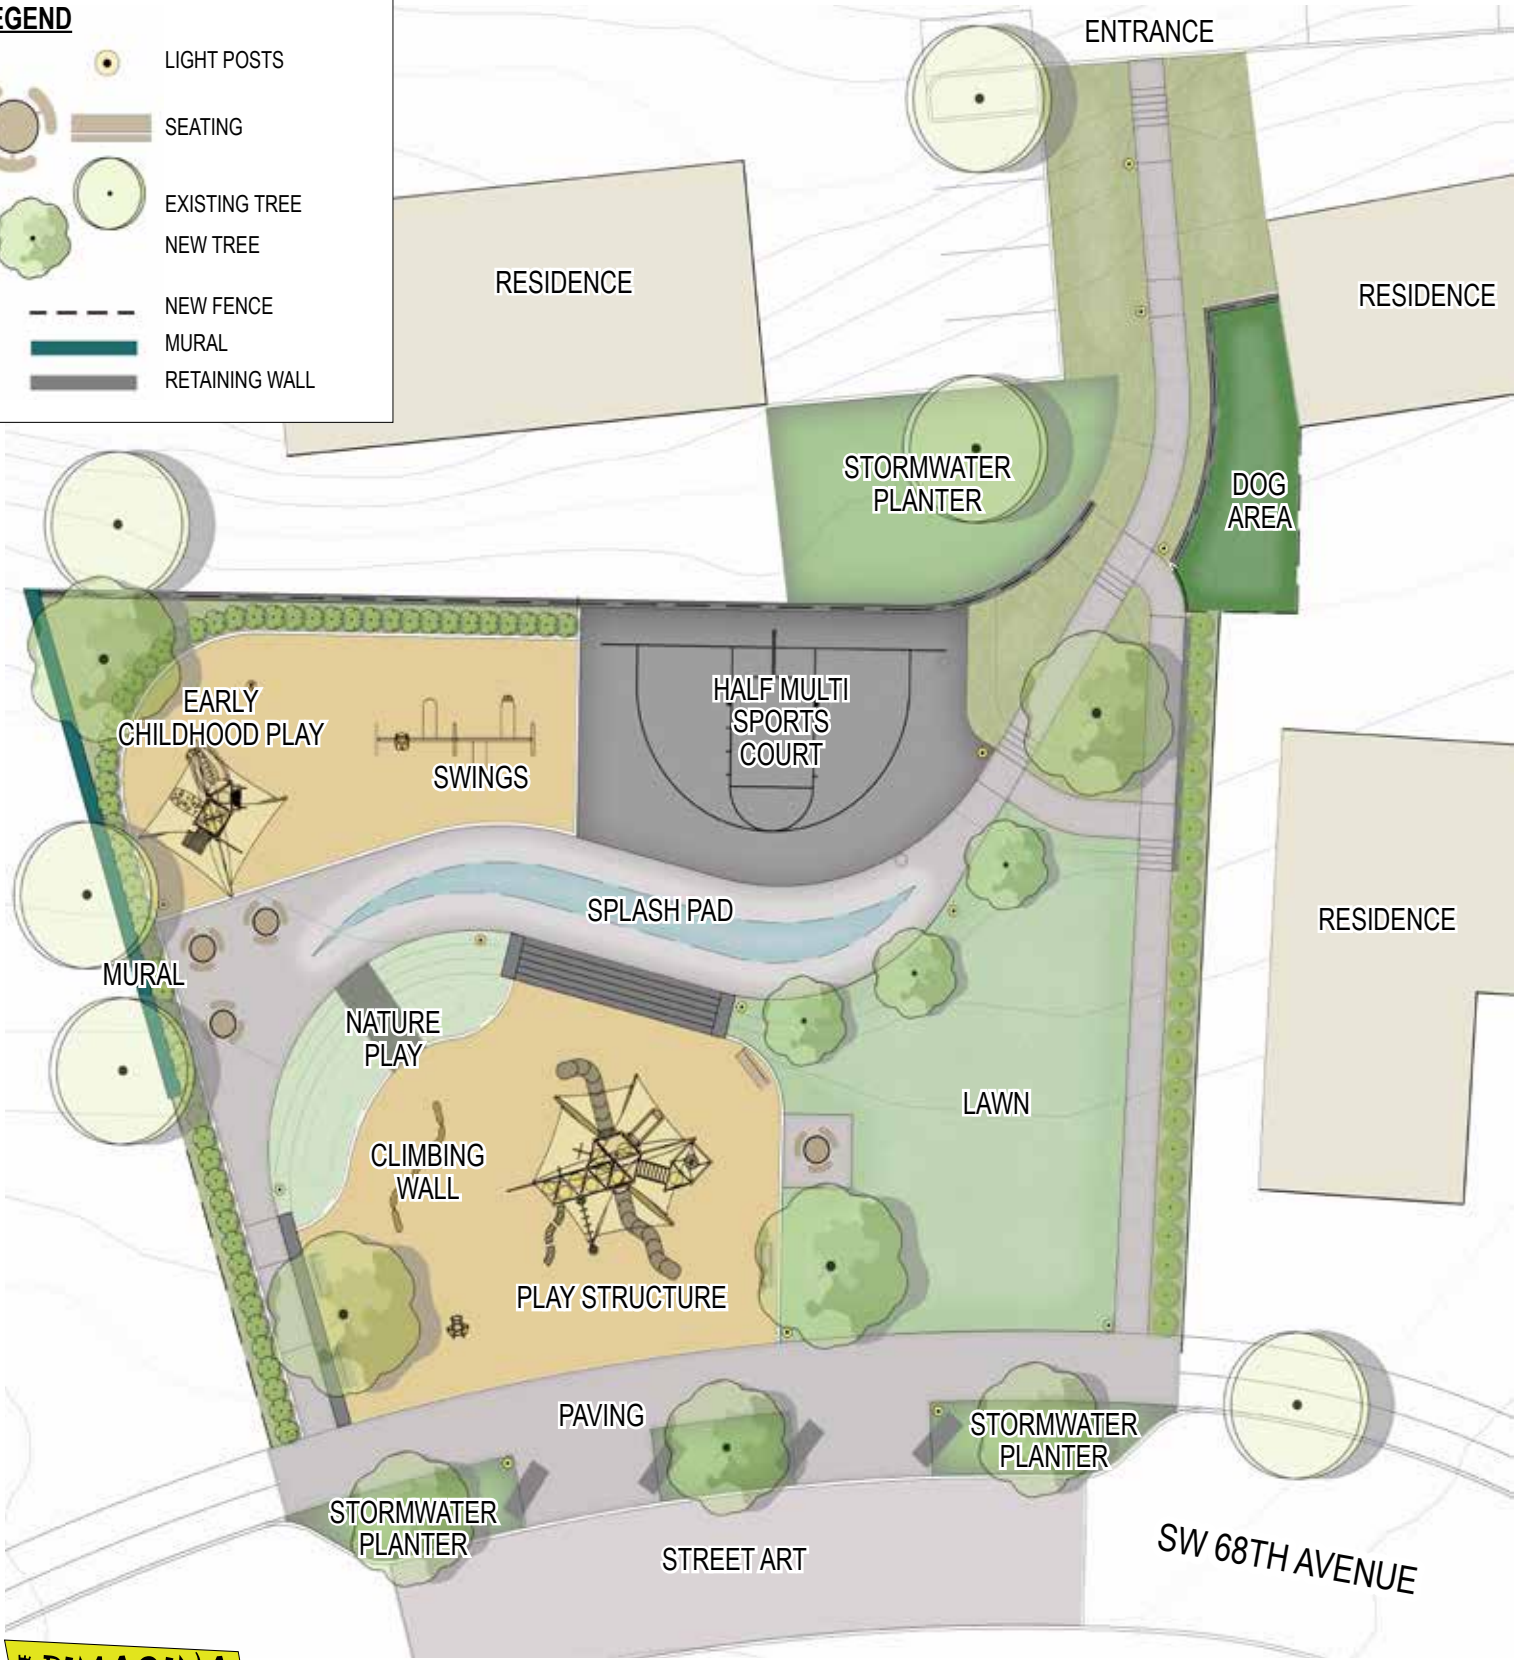 LEGEND
LIGHT POSTS
SEATING
EXISTING TREE
NEW TREE
NEW FENCE
MURAL
RETAINING WALL
ENTRANCE
RESIDENCE
RESIDENCE
STORMWATER
PLANTER
DOG
AREA
EARLY
CHILDHOOD PLAY
SWINGS
HALF MULTI
SPORTS
COURT
SPLASH PAD
RESIDENCE
MURAL
NATURE
PLAY
LAWN
CLIMBING
WALL
PLAY STRUCTURE
PAVING
STORMWATER
PLANTER
STORMWATER
PLANTER
STREET ART
SW 68TH AVENUE